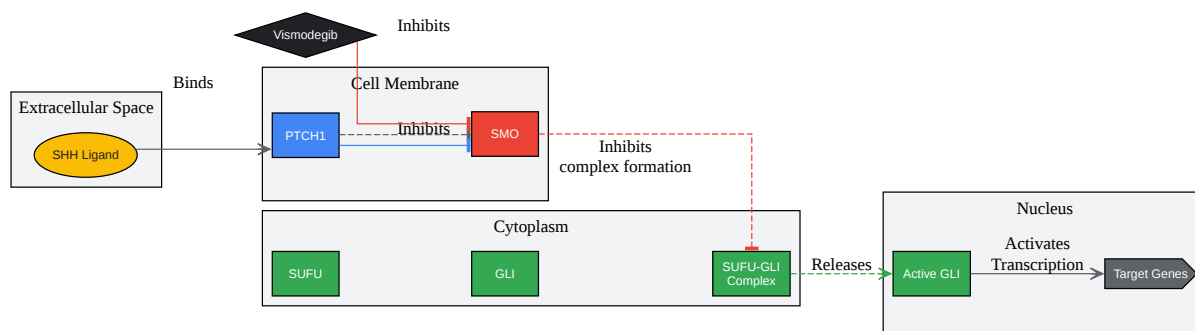 Vismodegib
Inhibits
Binds
Cell Membrane
Extracellular Space
PTCH1
Inhibits
SMO
SHH Ligand
Inhibits
complex formation
Nucleus
Cytoplasm
Activates
Transcription
SUFU
GLI
SUFU-GLI
Complex
Releases
Active GLI
Target Genes